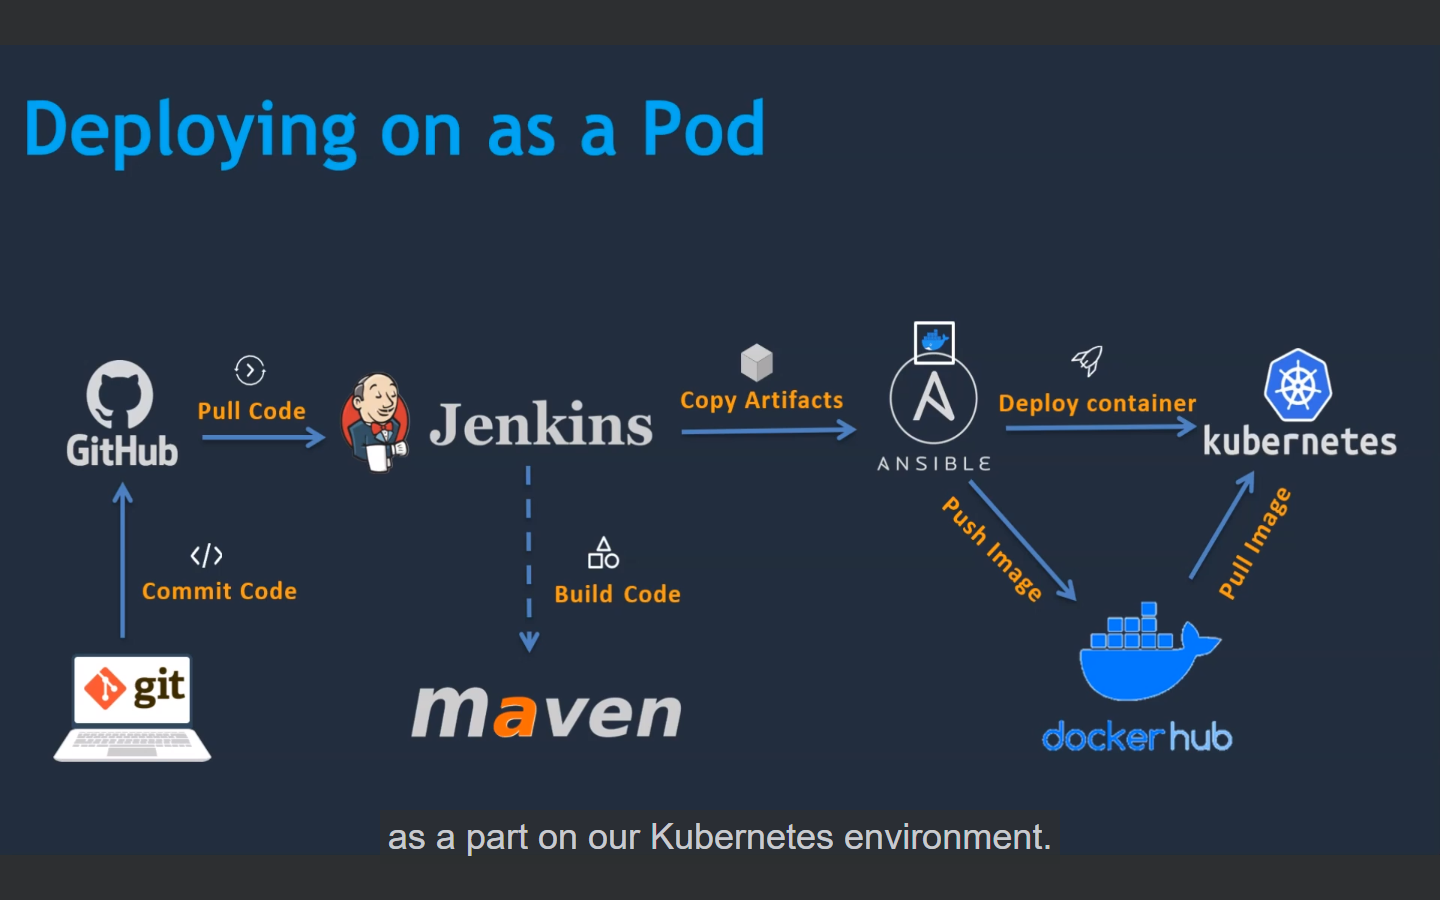 Deploying on as a Pod
GitHub
Pull Code
Jenkins
Copy Artifacts
ANSIBLE
Deploy container
kubernetes
</>
Commit Code
Build Code
Push Image
Pull Image
git
maven
docker hub
as a part on our Kubernetes environment.